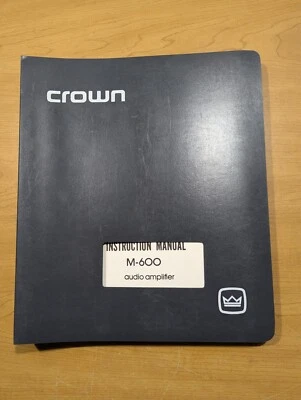 crown
INSTRUCTION MANUAL
M-600
audio amplifier